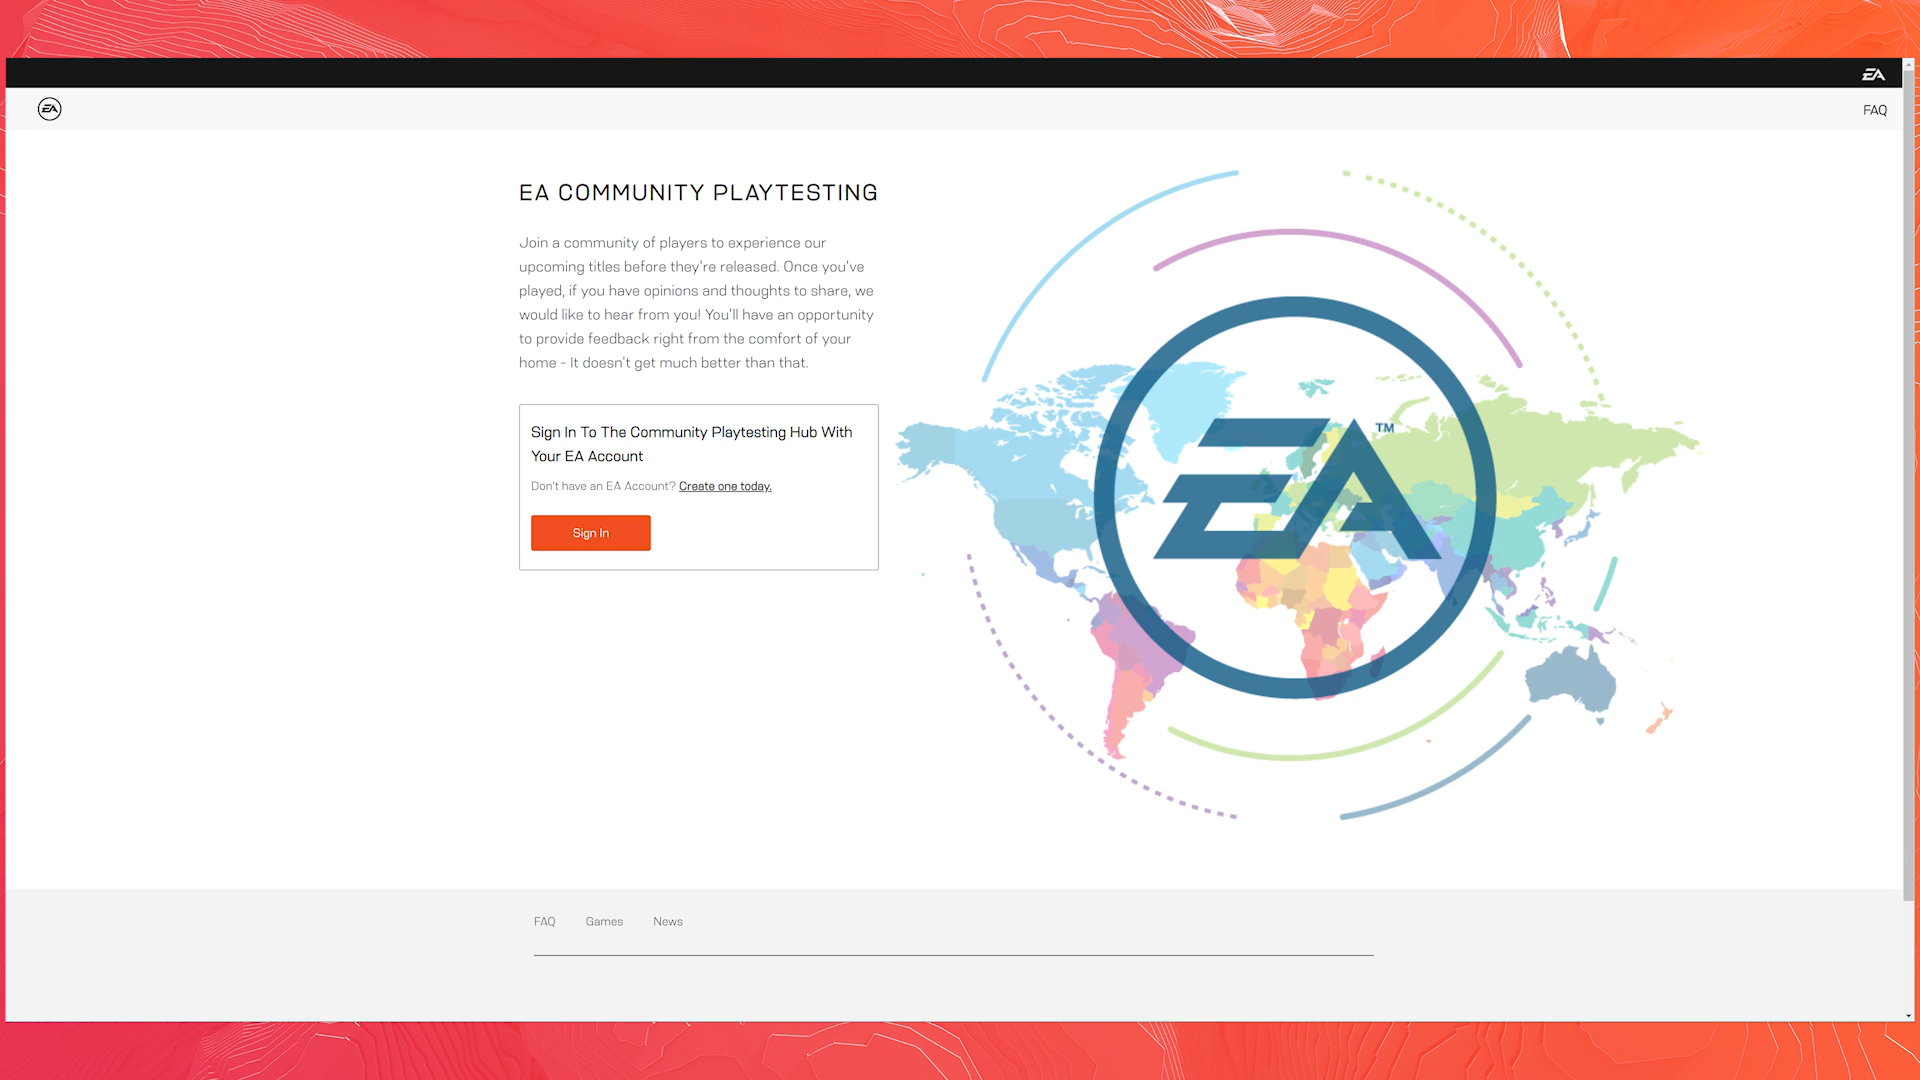 EA
EA
FAQ
EA COMMUNITY PLAYTESTING
Join a community of players to experience our
upcoming titles before they're released. Once you've
played, if you have opinions and thoughts to share, we
would like to hear from you! You'll have an opportunity
to provide feedback right from the comfort of your
home - It doesn't get much better than that.
Sign In To The Community Playtesting Hub With
Your EA Account
Don't have an EA Account? Create one today.
Sign In
EA™
FAQ Games News